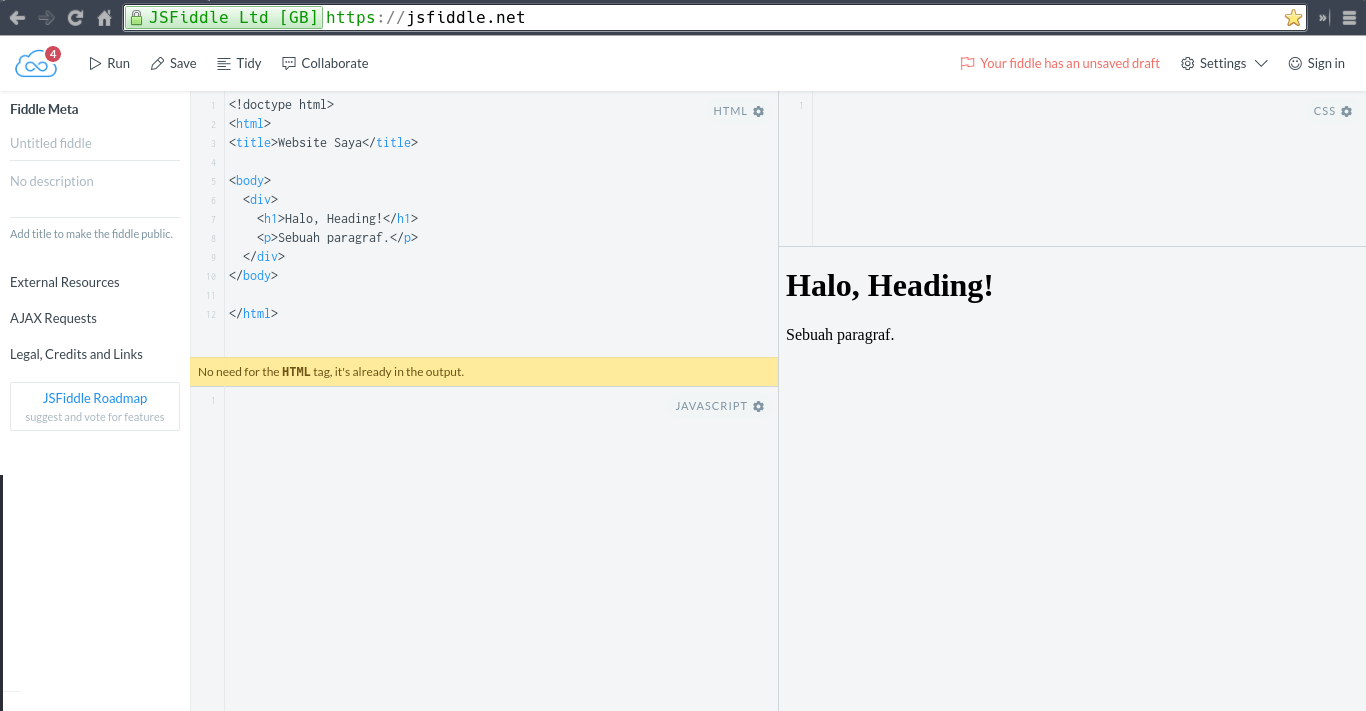 JSFiddle Ltd [GB] https://jsfiddle.net
»
4
Run Save Tidy Collaborate
Your fiddle has an unsaved draft Settings Sign in
Fiddle Meta
Untitled fiddle
No description
Add title to make the fiddle public.
External Resources
AJAX Requests
Legal, Credits and Links
JSFiddle Roadmap
suggest and vote for features
HTML
1 <!doctype html>
2 <html>
3 <title>Website Saya</title>
4
5 <body>
6 <div>
7 <h1>Halo, Heading!</h1>
8 <p>Sebuah paragraf.</p>
9 </div>
10 </body>
11
12 </html>
No need for the HTML tag, it's already in the output.
1
JAVASCRIPT
1
CSS
Halo, Heading!
Sebuah paragraf.